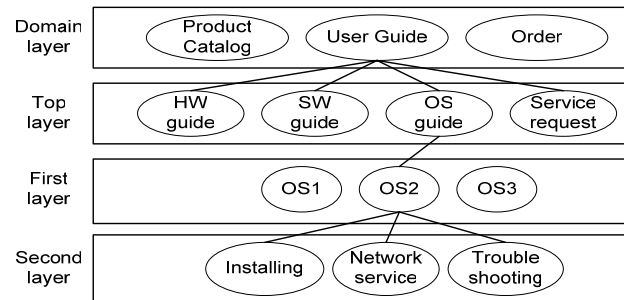 Domain
layer
Product
Catalog
User Guide
Order
Top
layer
HW
guide
SW
guide
OS
guide
Service
request
First
layer
OS1
OS2
OS3
Second
layer
Installing
Network
service
Trouble
shooting